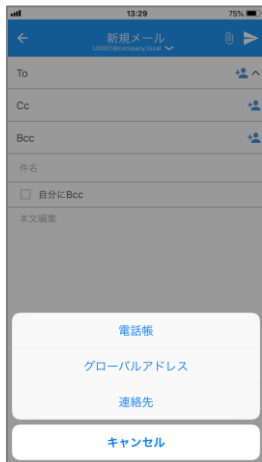 13:29
75%
新規メール
U0001@company.local
To
Cc
Bcc
件名
自分にBcc
本文編集
電話帳
グローバルアドレス
連絡先
キャンセル